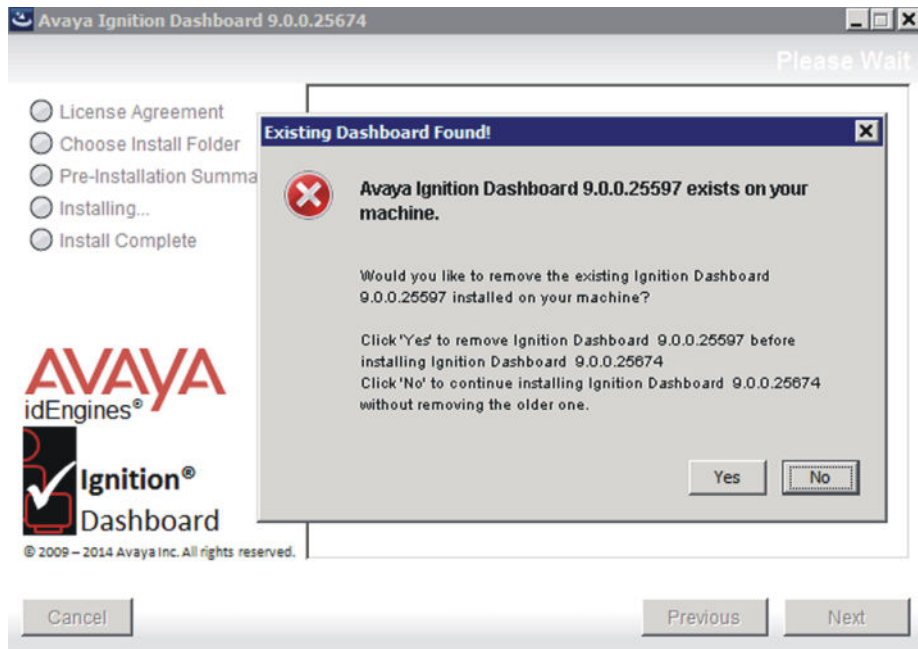 Avaya Ignition Dashboard 9.0.0.25674
Please Wait
License Agreement
Choose Install Folder
Pre-Installation Summa
Installing...
Install Complete
AVAYA
idEngines®
Ignition®
Dashboard
© 2009 – 2014 Avaya Inc. All rights reserved.
Existing Dashboard Found!
Avaya Ignition Dashboard 9.0.0.25597 exists on your
machine.
Would you like to remove the existing Ignition Dashboard
9.0.0.25597 installed on your machine?
Click 'Yes' to remove Ignition Dashboard 9.0.0.25597 before
installing Ignition Dashboard 9.0.0.25674
Click 'No' to continue installing Ignition Dashboard 9.0.0.25674
without removing the older one.
Yes
No
Cancel
Previous
Next